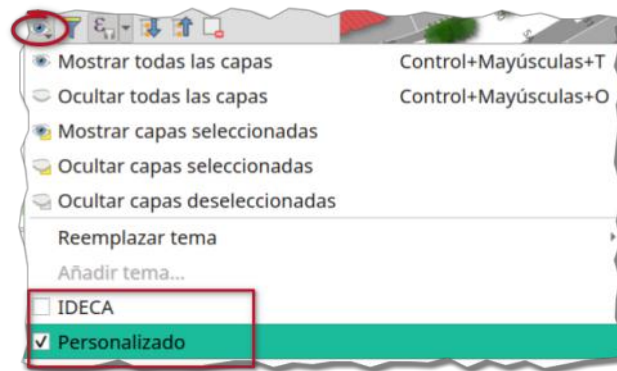 Mostrar todas las capas Control+Mayúsculas+T
Ocultar todas las capas Control+Mayúsculas+O
Mostrar capas seleccionadas
Ocultar capas seleccionadas
Ocultar capas deseleccionadas
Reemplazar tema
Añadir tema...
IDECA
Personalizado